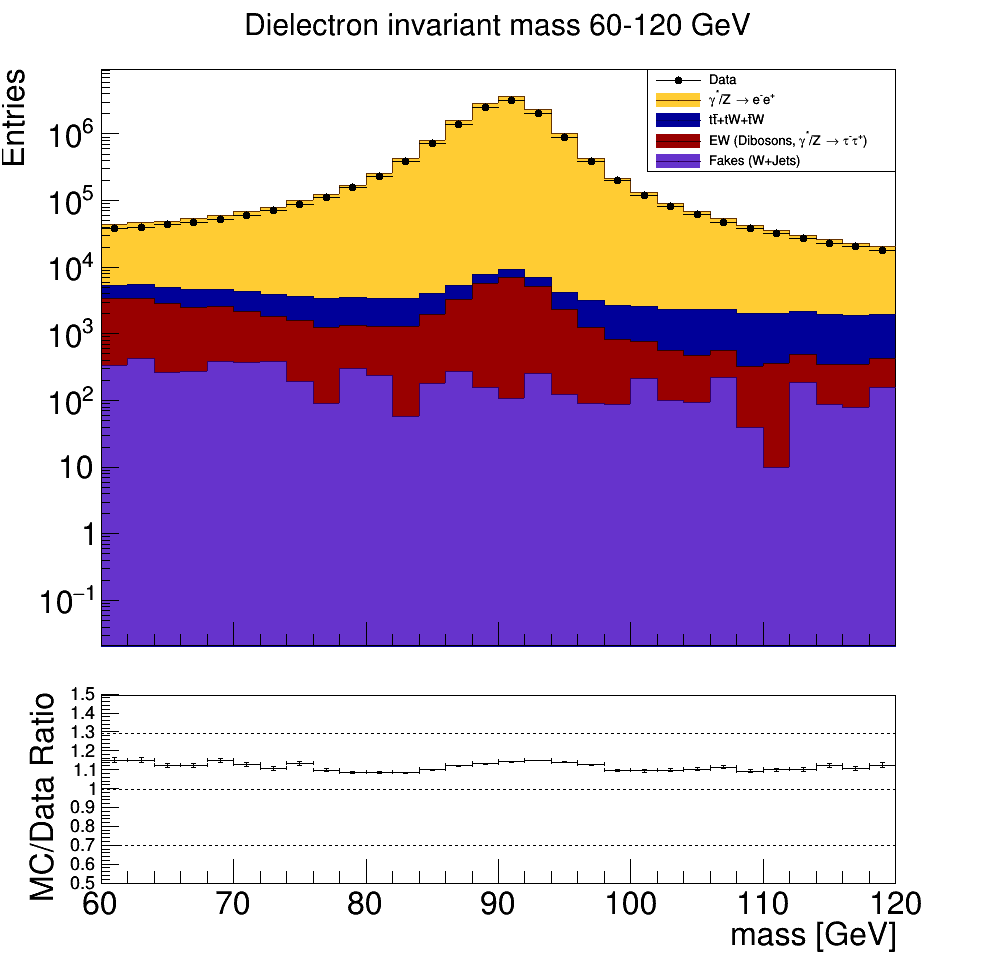 Dielectron invariant mass 60-120 GeV
Entries
Data
γ*/Z → e⁻e⁺
tt̄+tW+t̄W
EW (Dibosons, γ*/Z → τ⁻τ⁺)
Fakes (W+Jets)
10⁶
10⁵
10⁴
10³
10²
10
1
10⁻¹
MC/Data Ratio
1.5
1.4
1.3
1.2
1.1
1
0.9
0.8
0.7
0.6
0.5
60 70 80 90 100 110 120
mass [GeV]